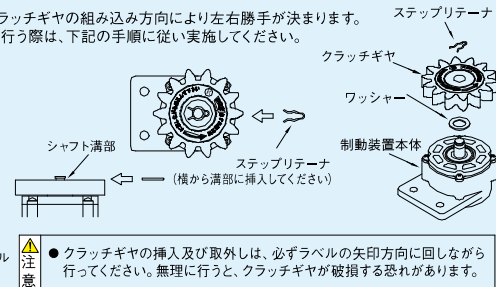 ラッチギヤの組み込み方向により左右勝手が決まります。
行う際は、下記の手順に従い実施してください。
ステップリテーナ
クラッチギヤ
ワッシャー
制動装置本体
シャフト溝部
ステップリテーナ
(横から溝部に挿入してください)
ル
注意
● クラッチギヤの挿入及び取外しは、必ずラベルの矢印方向に回しながら
行ってください。無理に行うと、クラッチギヤが破損する恐れがあります。